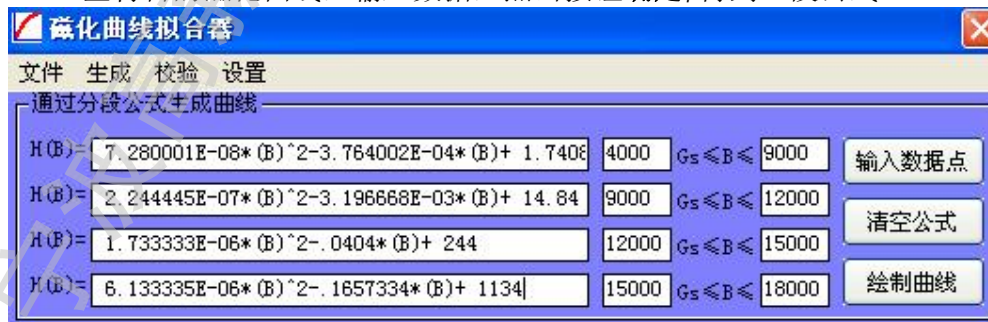 磁化曲线拟合器
文件 生成 校验 设置
通过分段公式生成曲线
H(B)= 7.280001E-08*(B)^2-3.764002E-04*(B)+ 1.7408 4000 Gs≤B≤ 9000 输入数据点
H(B)= 2.244445E-07*(B)^2-3.196668E-03*(B)+ 14.84 9000 Gs≤B≤ 12000
清空公式
H(B)= 1.733333E-06*(B)^2-.0404*(B)+ 244 12000 Gs≤B≤ 15000
H(B)= 6.133335E-06*(B)^2-.1657334*(B)+ 1134 15000 Gs≤B≤ 18000 绘制曲线